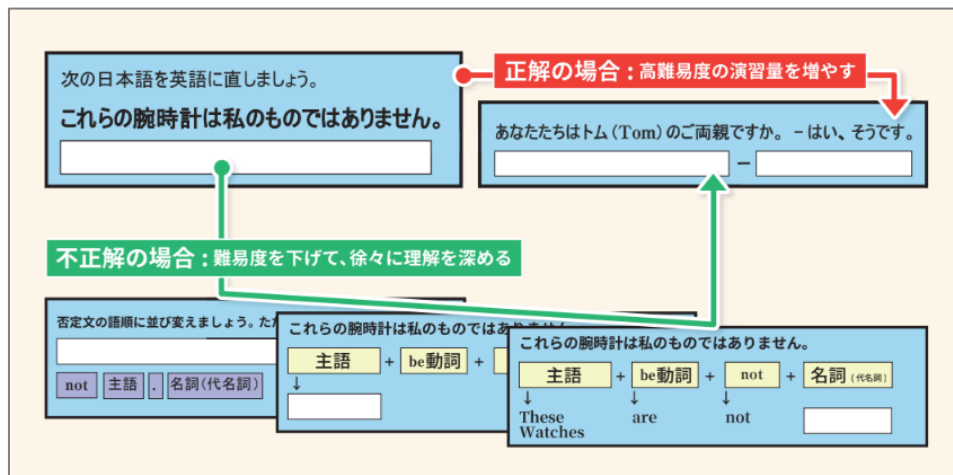 次の日本語を英語に直しましょう。
これらの腕時計は私のものではありません。
正解の場合 : 高難易度の演習量を増やす
あなたたちはトム（Tom）のご両親ですか。 －はい、そうです。
－
不正解の場合 : 難易度を下げて、徐々に理解を深める
否定文の語順に並び変えましょう。
not 主語 . 名詞（代名詞）
これらの腕時計は私のものではありません
主語 + be動詞 +
↓
これらの腕時計は私のものではありません。
主語 + be動詞 + not + 名詞（代名詞）
↓ ↓ ↓
These are not
Watches